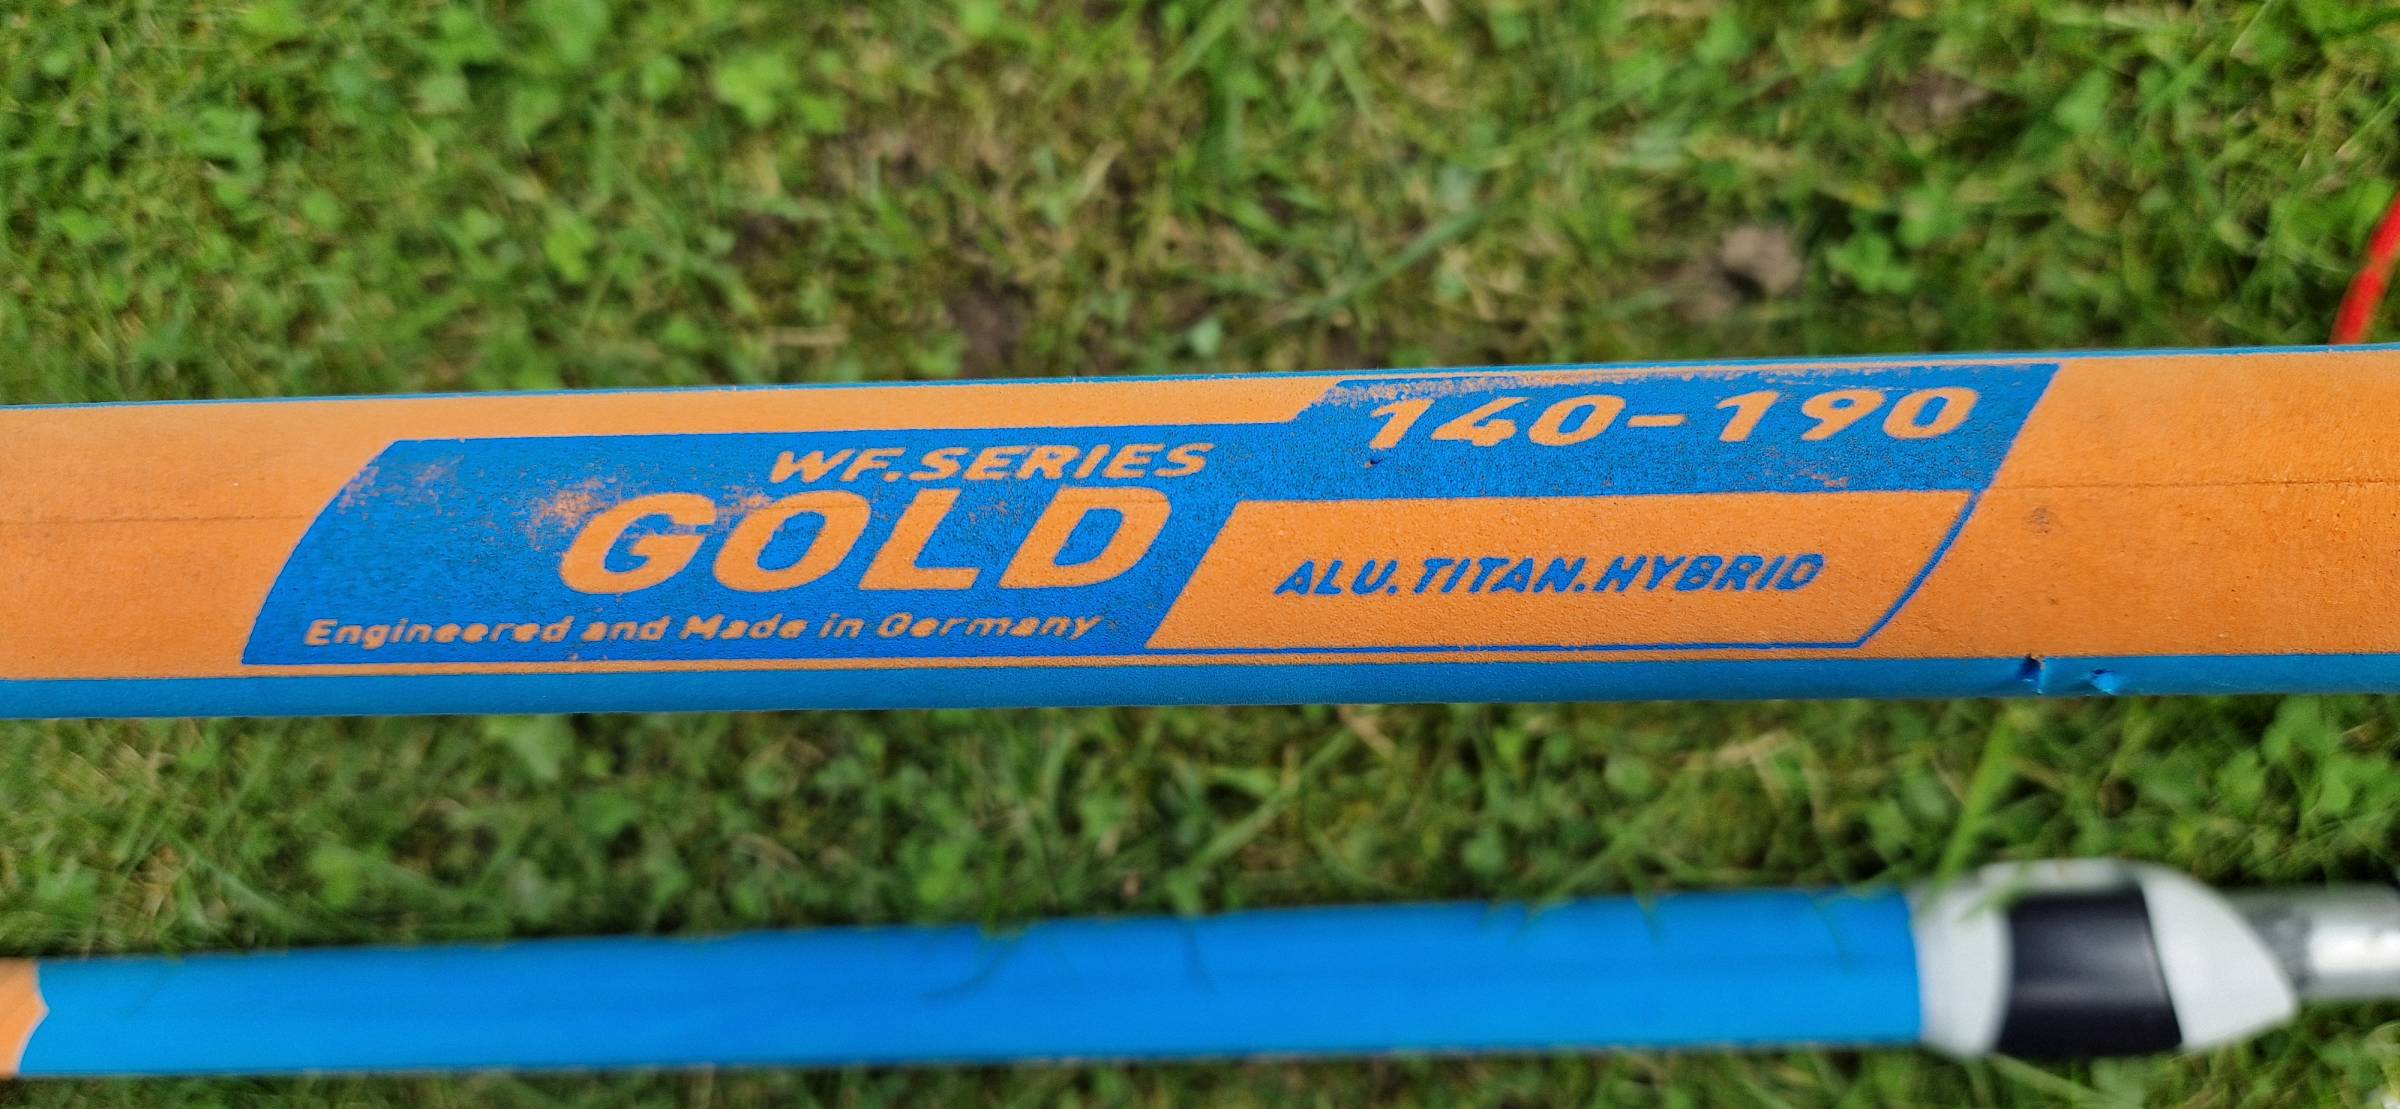 WF.SERIES 140-190
GOLD
ALU.TITAN.HYBRID
Engineered and Made in Germany